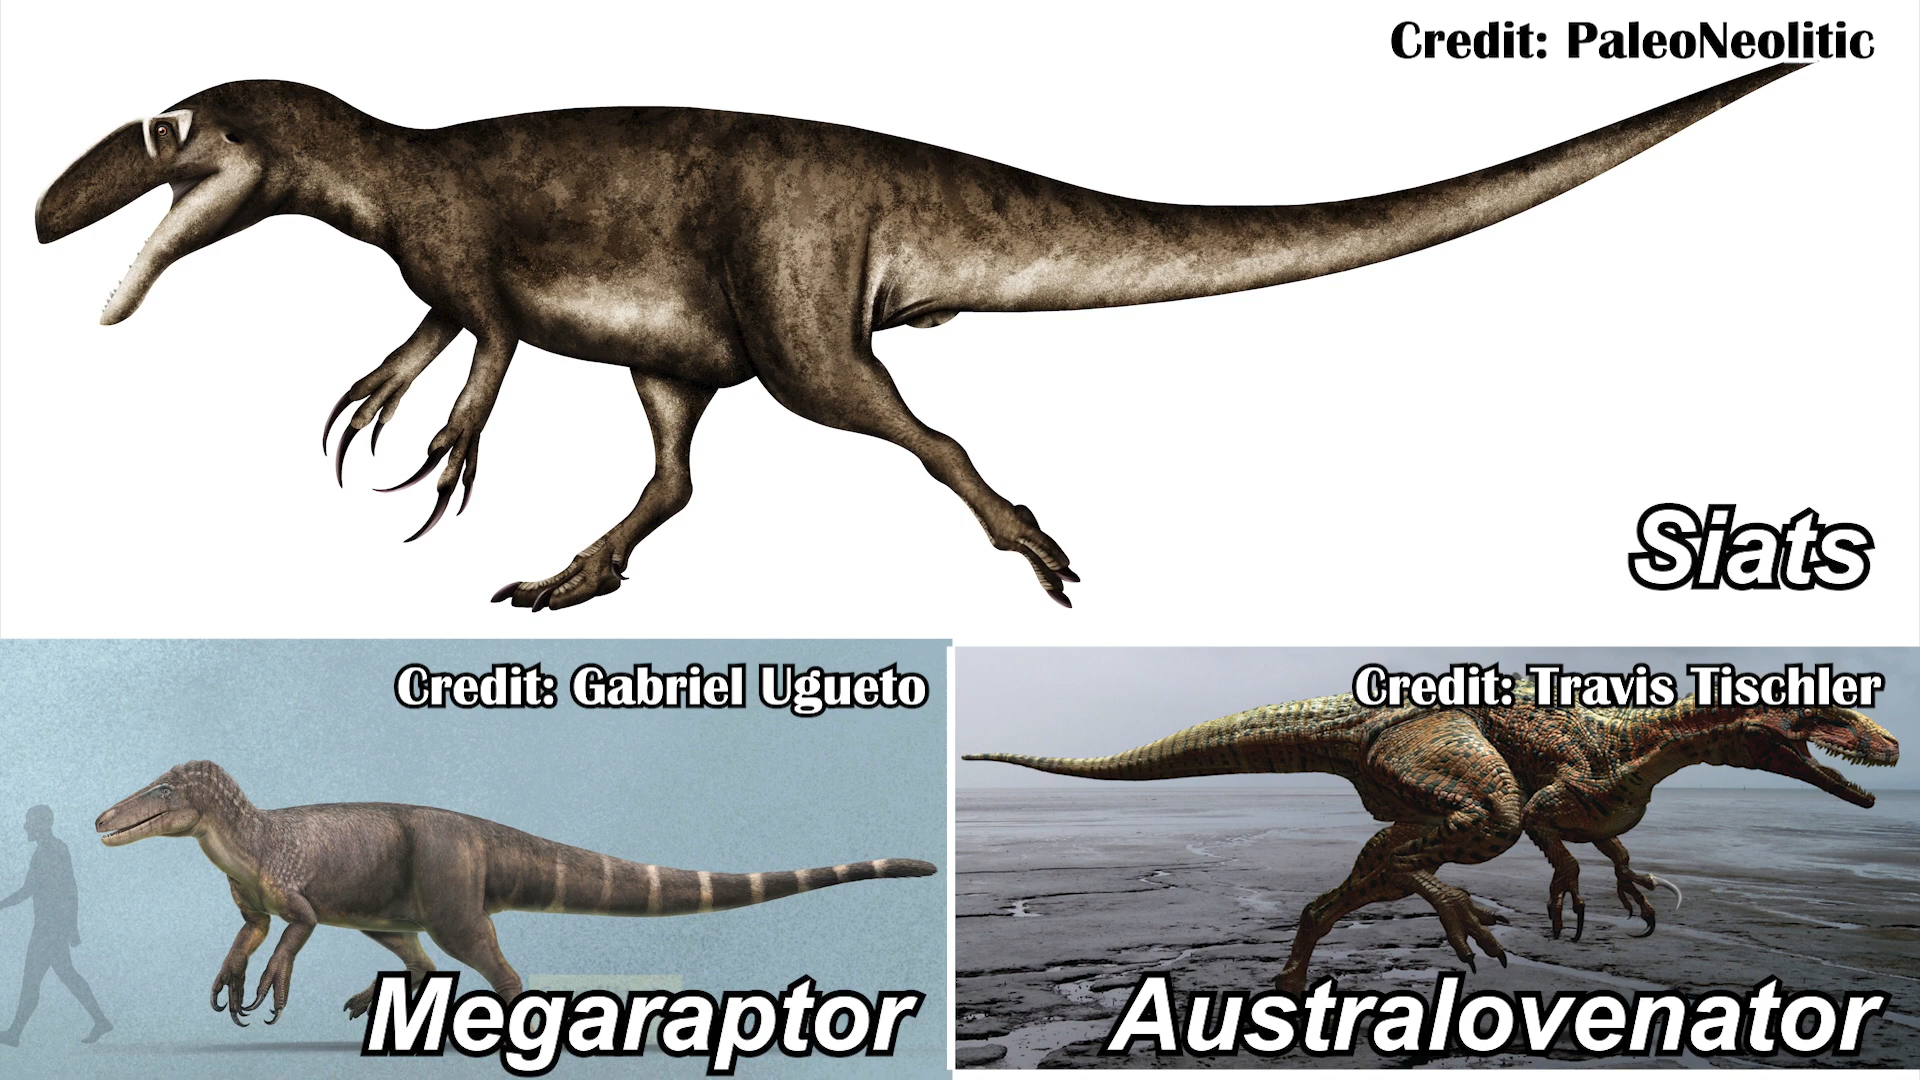 Credit: PaleoNeolitic
Siats
Credit: Gabriel Ugueto
Credit: Travis Tischler
Megaraptor
Australovenator